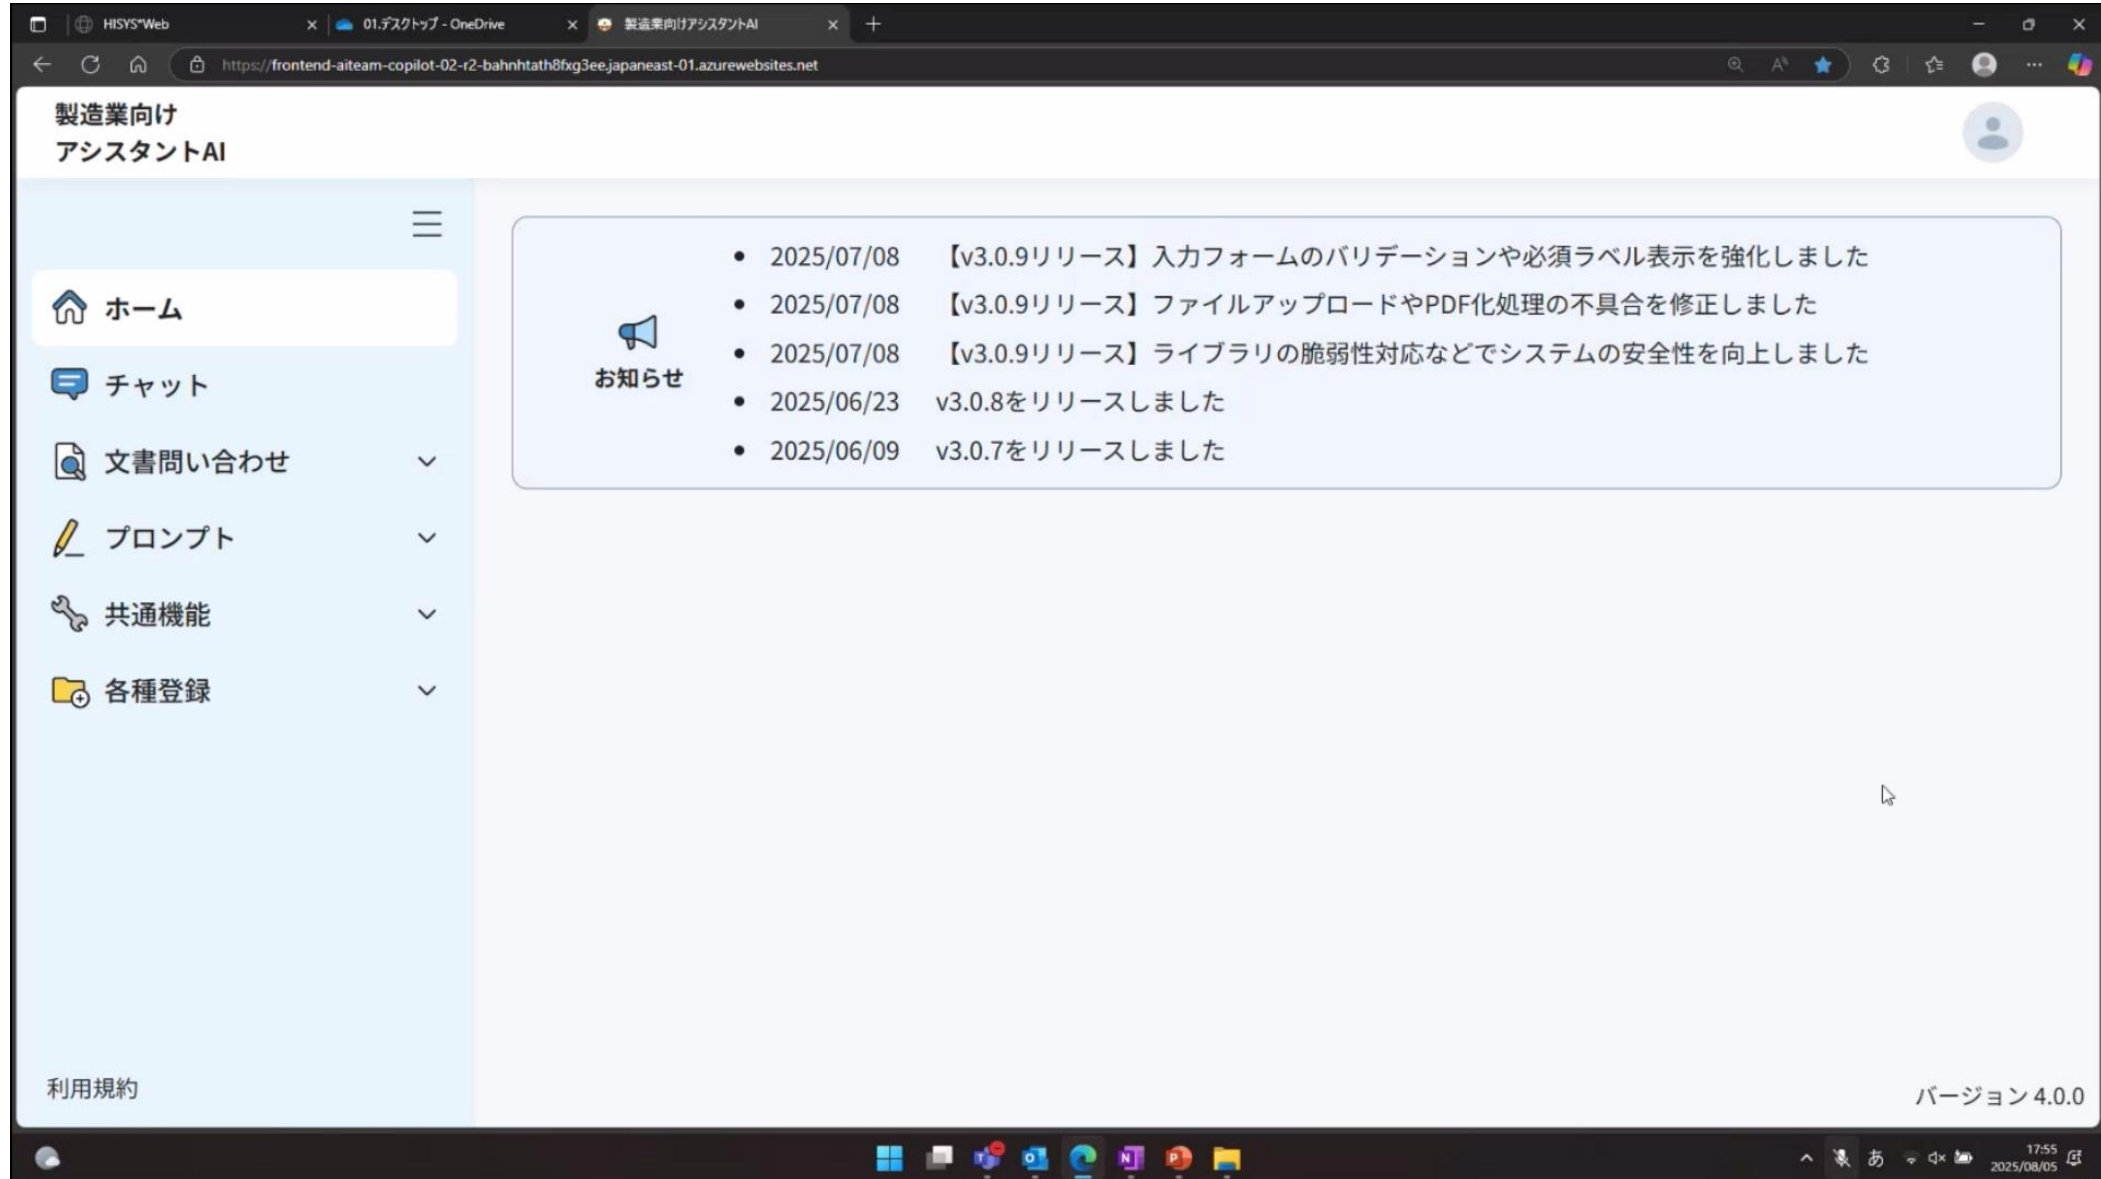 HISYS*Web
01.デスクトップ - OneDrive
製造業向けアシスタントAI
https://frontend-aiteam-copilot-02-r2-bahnhtath8fxg3ee.japaneast-01.azurewebsites.net
製造業向け
アシスタントAI
ホーム
チャット
文書問い合わせ
プロンプト
共通機能
各種登録
利用規約
お知らせ
• 2025/07/08 【v3.0.9リリース】入力フォームのバリデーションや必須ラベル表示を強化しました
• 2025/07/08 【v3.0.9リリース】ファイルアップロードやPDF化処理の不具合を修正しました
• 2025/07/08 【v3.0.9リリース】ライブラリの脆弱性対応などでシステムの安全性を向上しました
• 2025/06/23 v3.0.8をリリースしました
• 2025/06/09 v3.0.7をリリースしました
バージョン 4.0.0
あ
17:55
2025/08/05